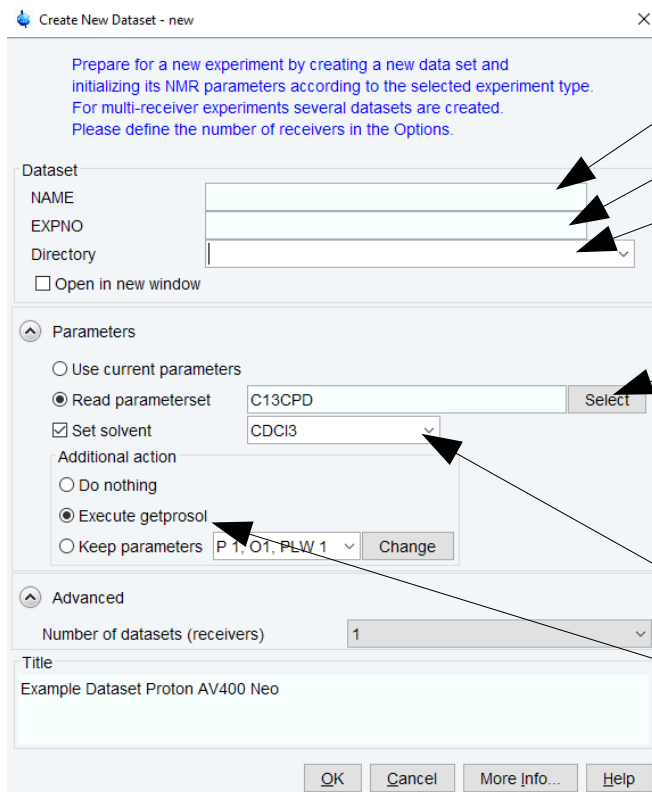 Create New Dataset - new
Prepare for a new experiment by creating a new data set and
initializing its NMR parameters according to the selected experiment type.
For multi-receiver experiments several datasets are created.
Please define the number of receivers in the Options.
Dataset
NAME
EXPNO
Directory
Open in new window
Parameters
Use current parameters
Read parameterset C13CPD Select
Set solvent CDCl3
Additional action
Do nothing
Execute getprosol
Keep parameters P 1, O1, PLW 1 Change
Advanced
Number of datasets (receivers) 1
Title
Example Dataset Proton AV400 Neo
OK Cancel More Info... Help